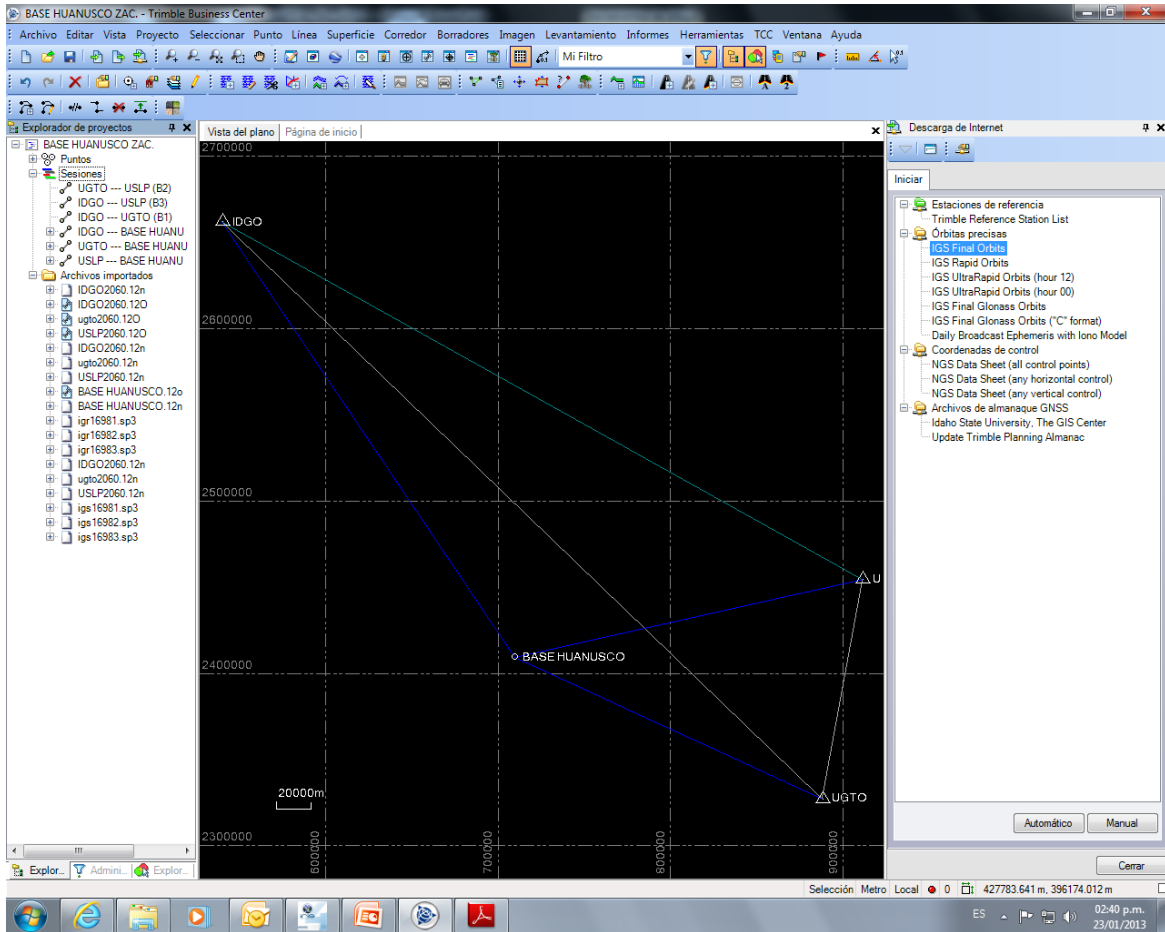 BASE HUANUSCO ZAC. - Trimble Business Center
Archivo Editar Vista Proyecto Seleccionar Punto Línea Superficie Corredor Borradores Imagen Levantamiento Informes Herramientas TCC Ventana Ayuda
Mi Filtro
Explorador de proyectos
BASE HUANUSCO ZAC.
Puntos
Sesiones
UGTO --- USLP (B2)
IDGO --- USLP (B3)
IDGO --- UGTO (B1)
IDGO --- BASE HUANU
UGTO --- BASE HUANU
USLP --- BASE HUANU
Archivos importados
IDGO2060.12n
IDGO2060.12O
ugto2060.12O
USLP2060.12O
IDGO2060.12n
ugto2060.12n
USLP2060.12n
BASE HUANUSCO.12o
BASE HUANUSCO.12n
igr16981.sp3
igr16982.sp3
igr16983.sp3
IDGO2060.12n
ugto2060.12n
USLP2060.12n
igs16981.sp3
igs16982.sp3
igs16983.sp3
Explor...
Admini...
Explor...
Vista del plano
Página de inicio
2700000
IDGO
2600000
2500000
U
BASE HUANUSCO
2400000
20000m
UGTO
2300000
600000
700000
800000
900000
Descarga de Internet
Iniciar
Estaciones de referencia
Trimble Reference Station List
Órbitas precisas
IGS Final Orbits
IGS Rapid Orbits
IGS UltraRapid Orbits (hour 12)
IGS UltraRapid Orbits (hour 00)
IGS Final Glonass Orbits
IGS Final Glonass Orbits ("C" format)
Daily Broadcast Ephemeris with Iono Model
Coordenadas de control
NGS Data Sheet (all control points)
NGS Data Sheet (any horizontal control)
NGS Data Sheet (any vertical control)
Archivos de almanaque GNSS
Idaho State University, The GIS Center
Update Trimble Planning Almanac
Automático
Manual
Cerrar
Selección Metro Local 0 427783.641 m, 396174.012 m
ES
02:40 p.m.
23/01/2013